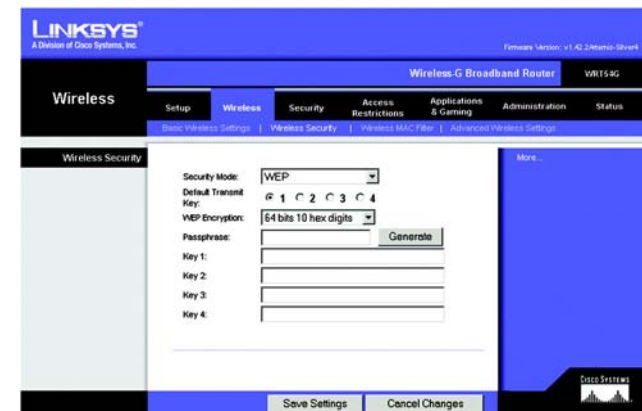 LINKSYS®
A Division of Cisco Systems, Inc.
Firmware Version: v1.42.2
Wireless
Wireless-G Broadband Router WRT54G
Setup Wireless Security Access Restrictions Applications & Gaming Administration Status
Basic Wireless Settings | Wireless Security | Wireless MAC Filter | Advanced Wireless Settings
Wireless Security
More...
Security Mode: WEP
Default Transmit Key: 1 2 3 4
WEP Encryption: 64 bits 10 hex digits
Passphrase: Generate
Key 1:
Key 2:
Key 3:
Key 4:
CISCO SYSTEMS
Save Settings Cancel Changes